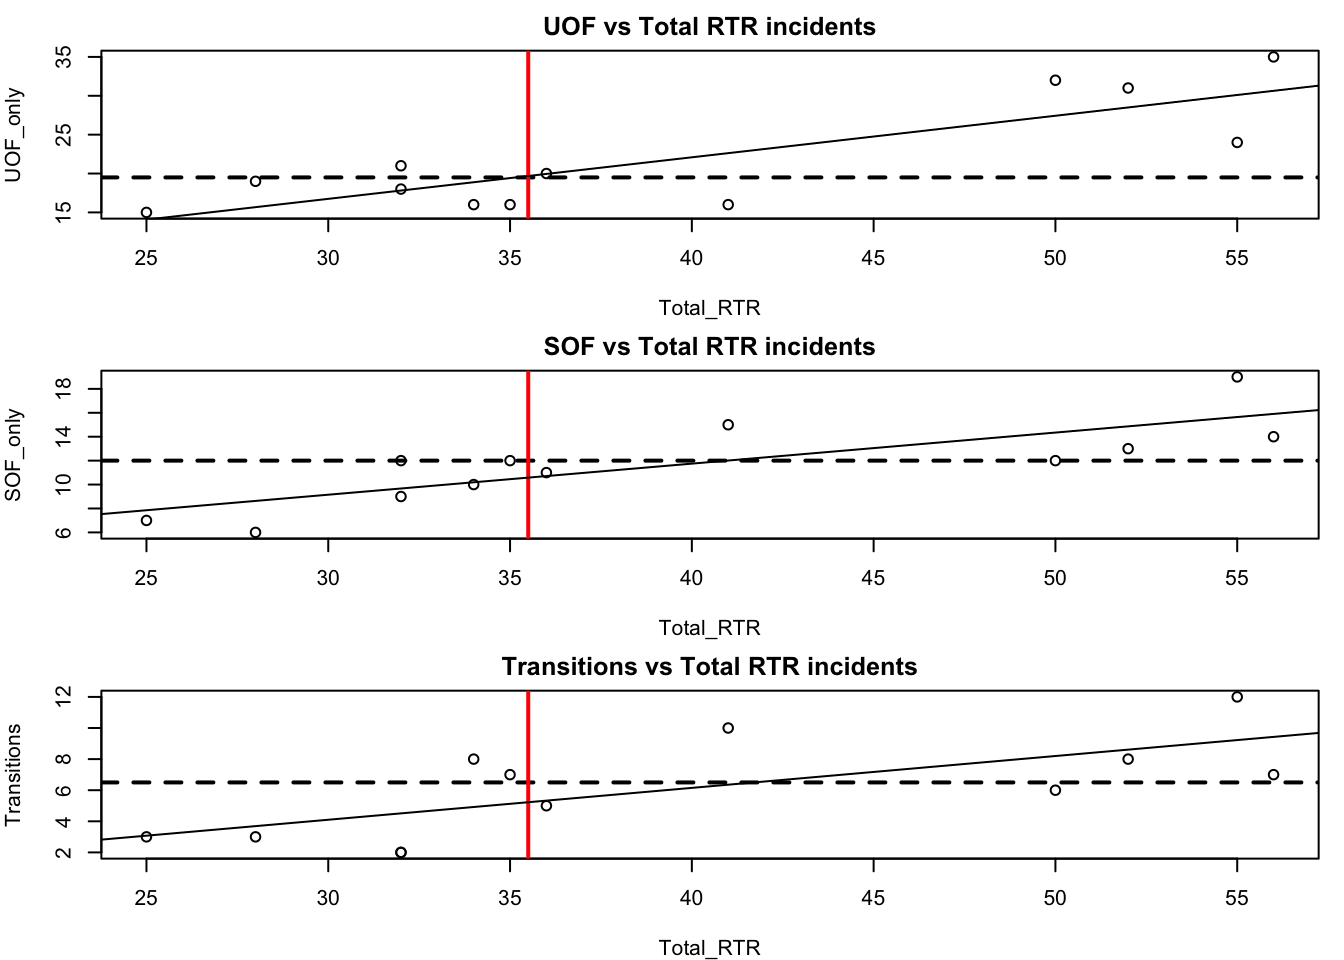 UOF vs Total RTR incidents
UOF_only
35
25
15
25 30 35 40 45 50 55
Total_RTR
SOF vs Total RTR incidents
SOF_only
18
14
10
6
25 30 35 40 45 50 55
Total_RTR
Transitions vs Total RTR incidents
Transitions
12
8
6
4
2
25 30 35 40 45 50 55
Total_RTR